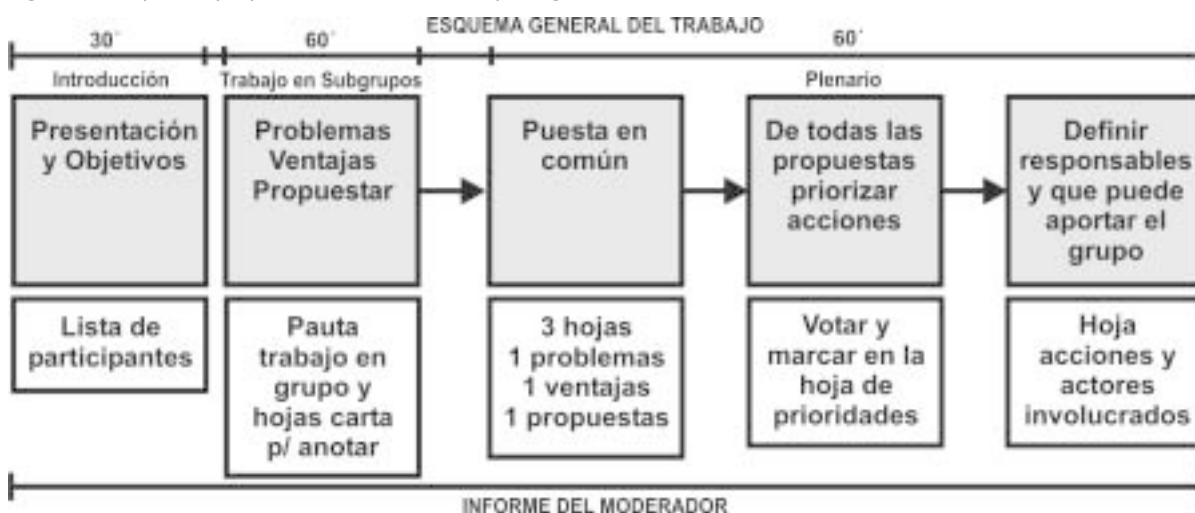 ESQUEMA GENERAL DEL TRABAJO
30´
60´
60´
Introducción
Trabajo en Subgrupos
Plenario
Presentación
y Objetivos
Problemas
Ventajas
Propuestar
Puesta en
común
De todas las
propuestas
priorizar
acciones
Definir
responsables
y que puede
aportar el
grupo
Lista de
participantes
Pauta
trabajo en
grupo y
hojas carta
p/ anotar
3 hojas
1 problemas
1 ventajas
1 propuestas
Votar y
marcar en la
hoja de
prioridades
Hoja
acciones y
actores
involucrados
INFORME DEL MODERADOR